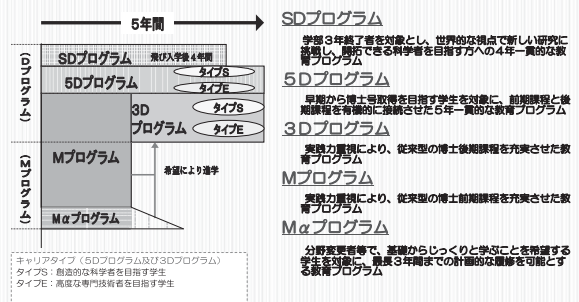 5年間
(Dプログラム)
SDプログラム 飛び入学後4年間
5Dプログラム
タイプS
タイプE
3D
プログラム
タイプS
タイプE
(Mプログラム)
Mプログラム
希望により進学
Mαプログラム
キャリアタイプ(5Dプログラム及び3Dプログラム)
タイプS:創造的な科学者を目指す学生
タイプE:高度な専門技術者を目指す学生
SDプログラム
学部3年終了者を対象とし、世界的な視点で新しい研究に
挑戦し、開拓できる科学者を目指す方への4年一貫的な教
育プログラム
5Dプログラム
早期から博士号取得を目指す学生を対象に、前期課程と後
期課程を有機的に接続させた5年一貫的な教育プログラム
3Dプログラム
実践力重視により、従来型の博士後期課程を充実させた教
育プログラム
Mプログラム
実践力重視により、従来型の博士前期課程を充実させた教
育プログラム
Mαプログラム
分野変更者等で、基礎からじっくりと学ぶことを希望する
学生を対象に、最長3年間までの計画的な履修を可能とす
る教育プログラム